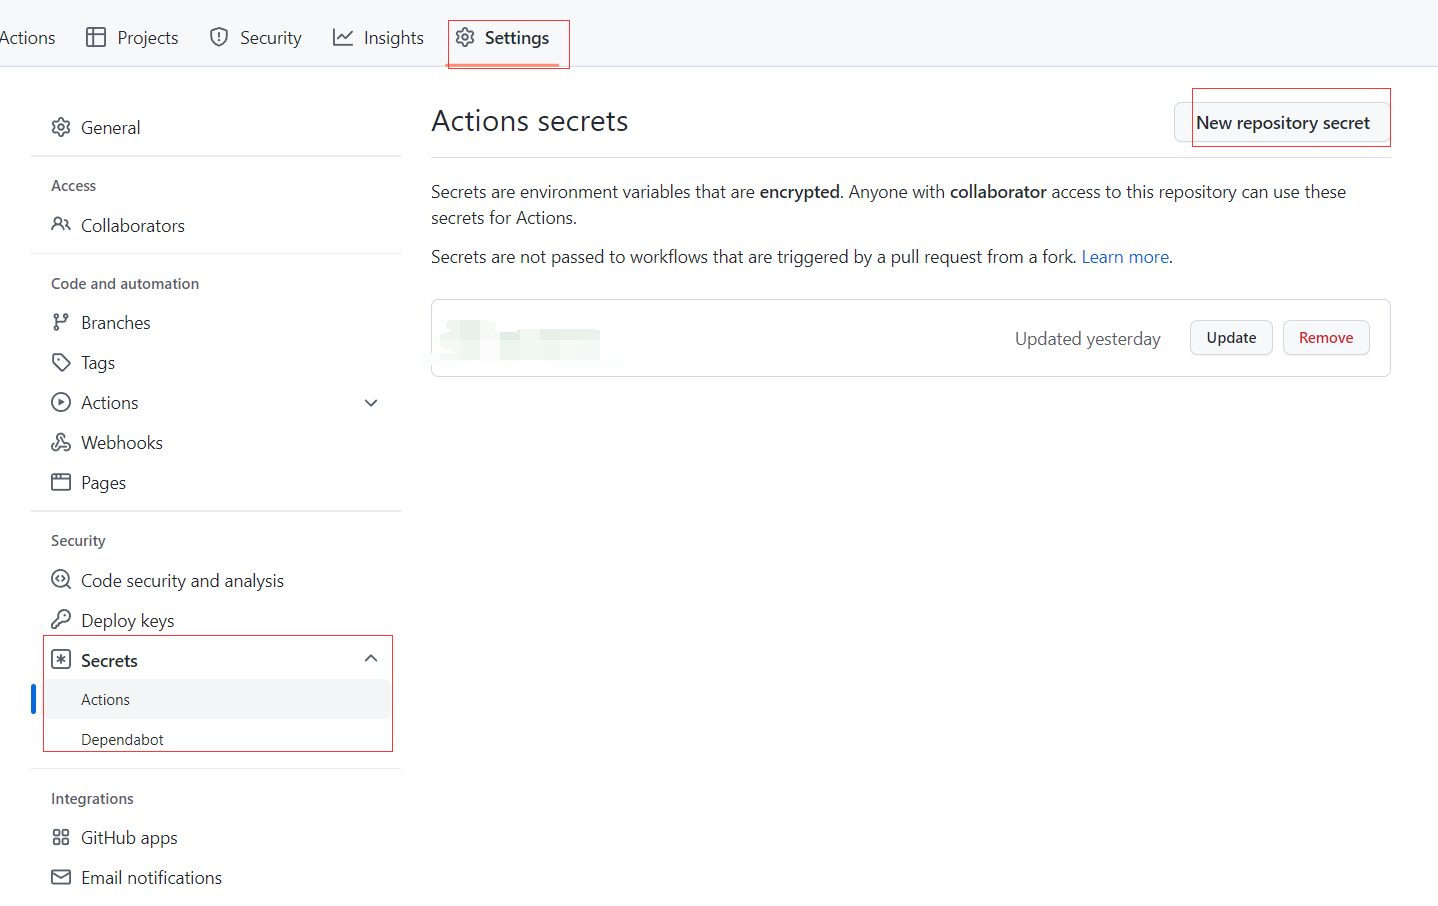 Actions Projects Security Insights Settings
General
Access
Collaborators
Code and automation
Branches
Tags
Actions
Webhooks
Pages
Security
Code security and analysis
Deploy keys
Secrets
Actions
Dependabot
Integrations
GitHub apps
Email notifications
Actions secrets
New repository secret
Secrets are environment variables that are encrypted. Anyone with collaborator access to this repository can use these
secrets for Actions.
Secrets are not passed to workflows that are triggered by a pull request from a fork. Learn more.
Updated yesterday Update Remove